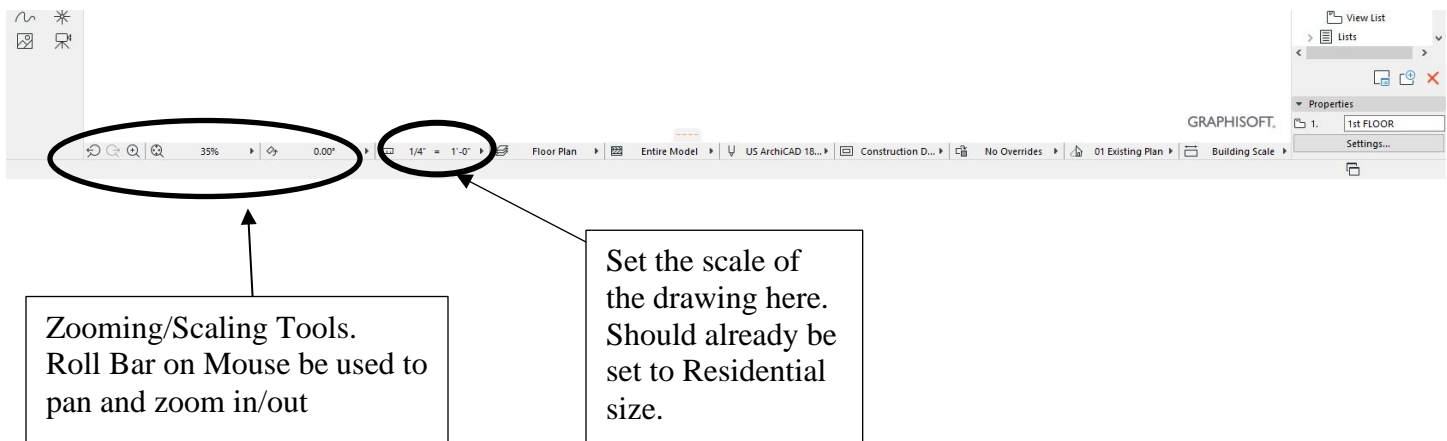 View List
Lists
GRAPHISOFT.
Properties
1. 1st FLOOR
Settings...
35% 0.00° 1/4" = 1'-0" Floor Plan Entire Model US ArchiCAD 18... Construction D... No Overrides 01 Existing Plan Building Scale
Zooming/Scaling Tools.
Roll Bar on Mouse be used to
pan and zoom in/out
Set the scale of
the drawing here.
Should already be
set to Residential
size.